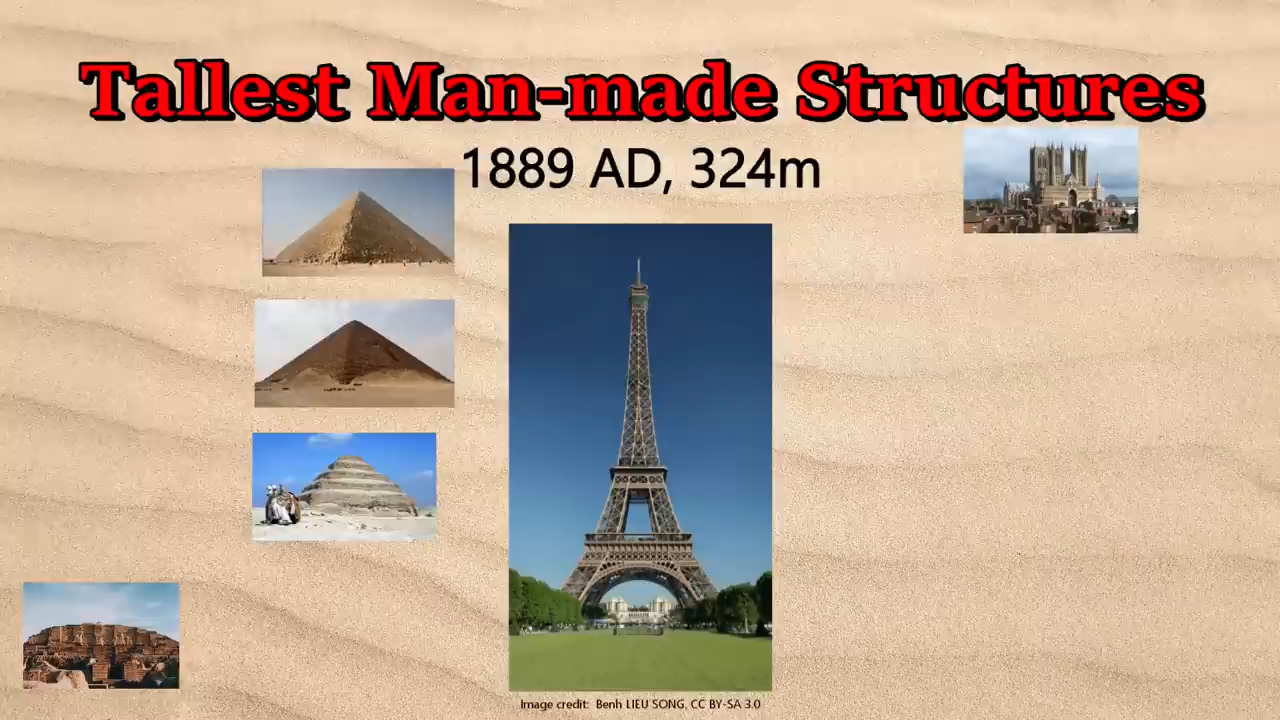 Tallest Man-made Structures
1889 AD, 324m
Image credit: Benh LIEU SONG, CC BY-SA 3.0